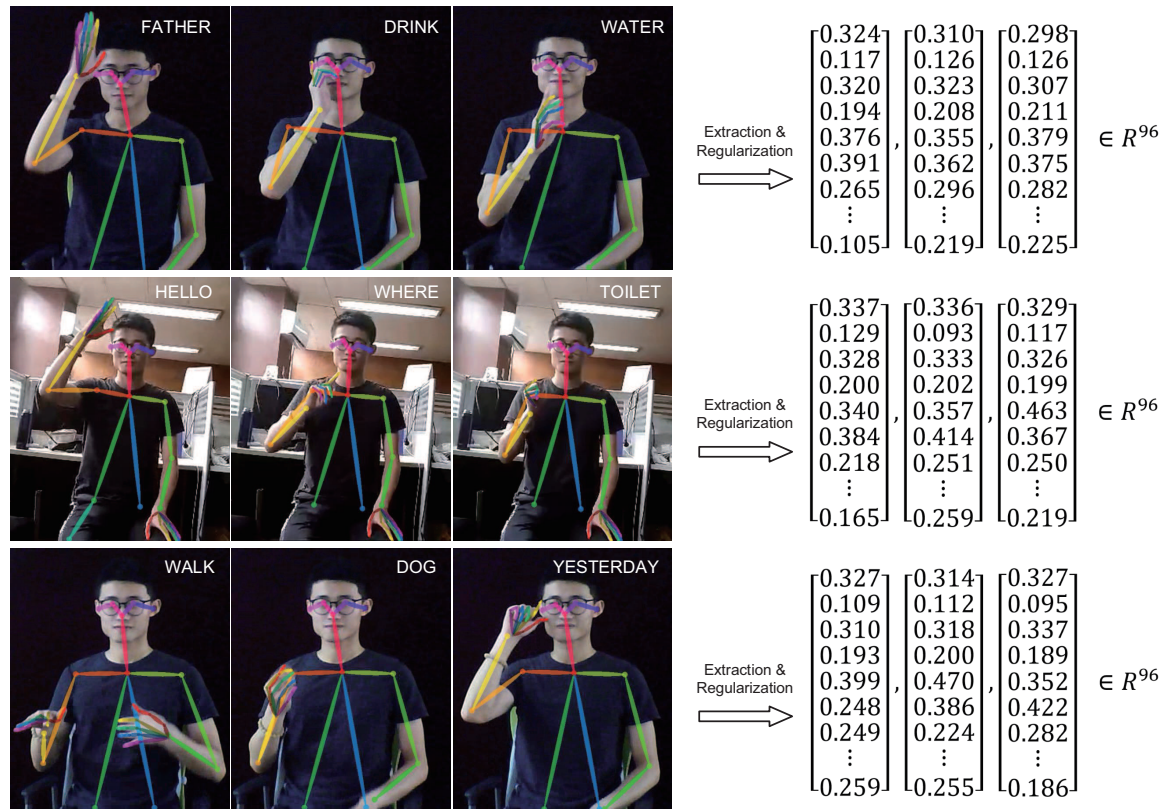 FATHER DRINK WATER
0.324 0.310 0.298
0.117 0.126 0.126
0.320 0.323 0.307
0.194 0.208 0.211
Extraction & Regularization
0.376 , 0.355 , 0.379 ∈ R^96
0.391 0.362 0.375
0.265 0.296 0.282
⋮ ⋮ ⋮
0.105 0.219 0.225
HELLO WHERE TOILET
0.337 0.336 0.329
0.129 0.093 0.117
0.328 0.333 0.326
0.200 0.202 0.199
Extraction & Regularization
0.340 , 0.357 , 0.463 ∈ R^96
0.384 0.414 0.367
0.218 0.251 0.250
⋮ ⋮ ⋮
0.165 0.259 0.219
WALK DOG YESTERDAY
0.327 0.314 0.327
0.109 0.112 0.095
0.310 0.318 0.337
0.193 0.200 0.189
Extraction & Regularization
0.399 , 0.470 , 0.352 ∈ R^96
0.248 0.386 0.422
0.249 0.224 0.282
⋮ ⋮ ⋮
0.259 0.255 0.186